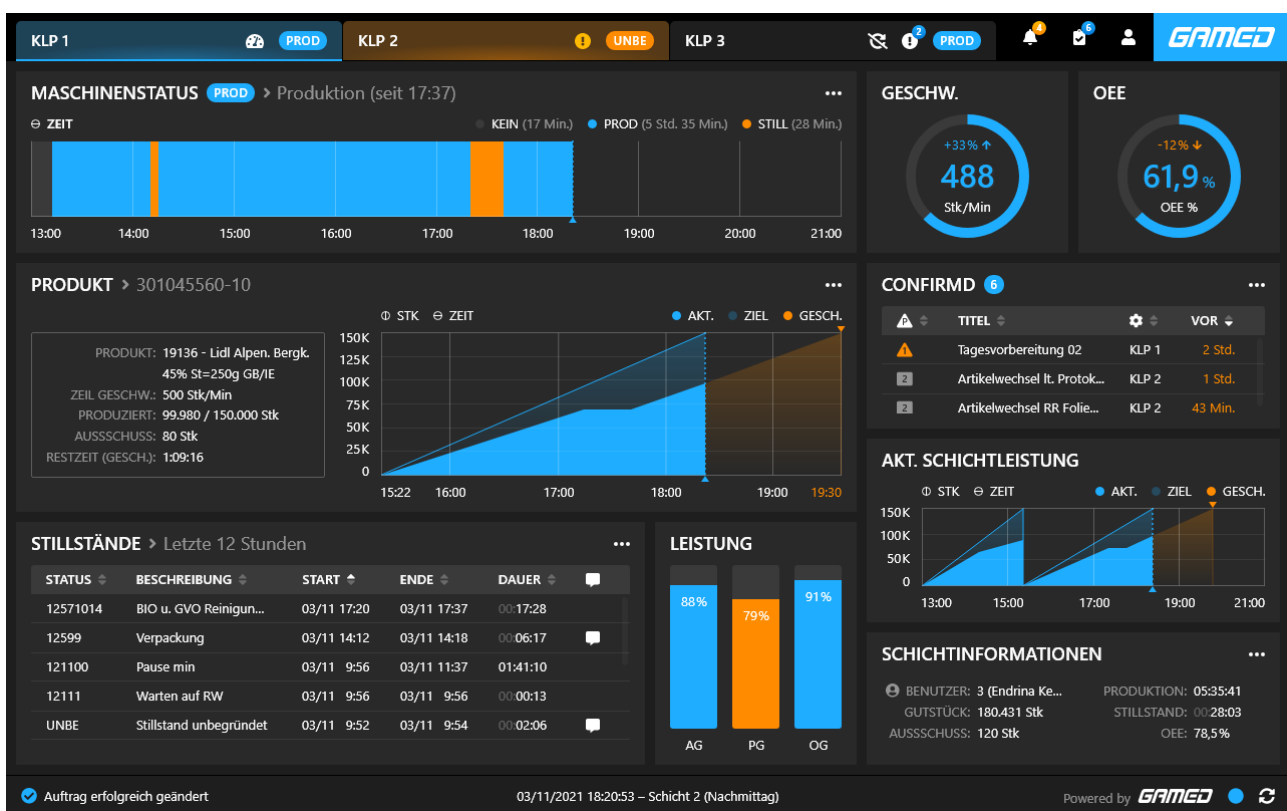 KLP 1 PROD KLP 2 UNBE KLP 3 2 PROD 4 6 GAMED
MASCHINENSTATUS PROD > Produktion (seit 17:37)
ZEIT KEIN (17 Min.) PROD (5 Std. 35 Min.) STILL (28 Min.)
13:00 14:00 15:00 16:00 17:00 18:00 19:00 20:00 21:00
GESCHW.
+33%
488
Stk/Min
OEE
-12%
61,9 %
OEE %
PRODUKT > 301045560-10
PRODUKT: 19136 - Lidl Alpen. Bergk.
45% St=250g GB/IE
ZEIL GESCHW.: 500 Stk/Min
PRODUZIERT: 99.980 / 150.000 Stk
AUSSSCHUSS: 80 Stk
RESTZEIT (GESCH.): 1:09:16
STK ZEIT AKT. ZIEL GESCH.
150K
125K
100K
75K
50K
25K
0
15:22 16:00 17:00 18:00 19:00 19:30
CONFIRMD 6
P TITEL VOR
Tagesvorbereitung 02 KLP 1 2 Std.
2 Artikelwechsel lt. Protok... KLP 2 1 Std.
2 Artikelwechsel RR Folie... KLP 2 43 Min.
AKT. SCHICHTLEISTUNG
STK ZEIT AKT. ZIEL GESCH.
150K
100K
50K
0
13:00 15:00 17:00 19:00 21:00
STILLSTÄNDE > Letzte 12 Stunden
STATUS BESCHREIBUNG START ENDE DAUER
12571014 BIO u. GVO Reinigun... 03/11 17:20 03/11 17:37 00:17:28
12599 Verpackung 03/11 14:12 03/11 14:18 00:06:17
121100 Pause min 03/11 9:56 03/11 11:37 01:41:10
12111 Warten auf RW 03/11 9:56 03/11 9:56 00:00:13
UNBE Stillstand unbegründet 03/11 9:52 03/11 9:54 00:02:06
LEISTUNG
88% 79% 91%
AG PG OG
SCHICHTINFORMATIONEN
BENUTZER: 3 (Endrina Ke... PRODUKTION: 05:35:41
GUTSTÜCK: 180.431 Stk STILLSTAND: 00:28:03
AUSSSCHUSS: 120 Stk OEE: 78,5%
Auftrag erfolgreich geändert 03/11/2021 18:20:53 – Schicht 2 (Nachmittag) Powered by GAMED